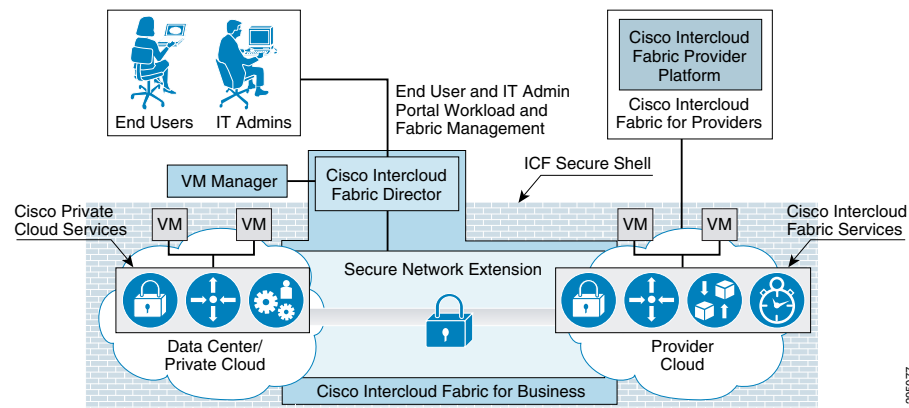 Cisco Intercloud
Fabric Provider
Platform
End Users
IT Admins
End User and IT Admin
Portal Workload and
Fabric Management
Cisco Intercloud
Fabric for Providers
ICF Secure Shell
VM Manager
Cisco Intercloud
Fabric Director
Cisco Private
Cloud Services
VM
VM
VM
VM
Cisco Intercloud
Fabric Services
Secure Network Extension
Data Center/
Private Cloud
Provider
Cloud
Cisco Intercloud Fabric for Business